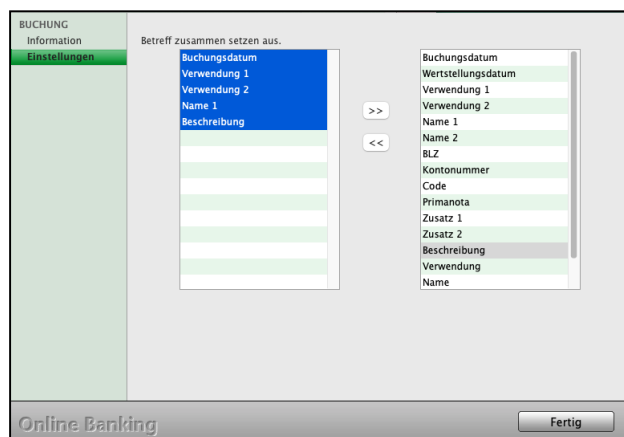 BUCHUNG
Information
Einstellungen
Betreff zusammen setzen aus.
Buchungsdatum
Verwendung 1
Verwendung 2
Name 1
Beschreibung
>>
<<
Buchungsdatum
Wertstellungsdatum
Verwendung 1
Verwendung 2
Name 1
Name 2
BLZ
Kontonummer
Code
Primanota
Zusatz 1
Zusatz 2
Beschreibung
Verwendung
Name
Online Banking
Fertig